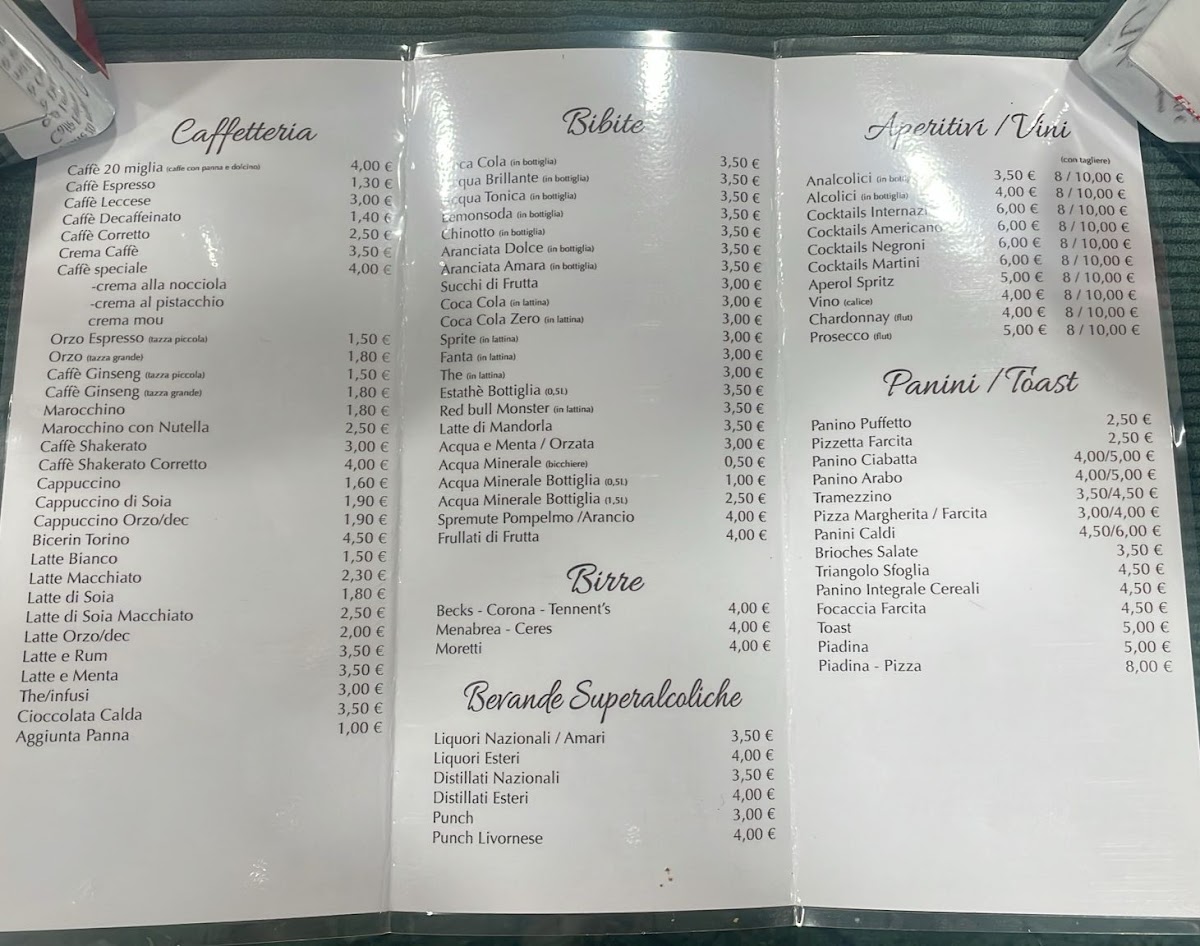 Caffetteria
Caffè 20 miglia (caffe con panna e dolcino) 4,00 €
Caffè Espresso 1,30 €
Caffè Leccese 3,00 €
Caffè Decaffeinato 1,40 €
Caffè Corretto 2,50 €
Crema Caffè 3,50 €
Caffè speciale 4,00 €
-crema alla nocciola
-crema al pistacchio
crema mou
Orzo Espresso (tazza piccola) 1,50 €
Orzo (tazza grande) 1,80 €
Caffè Ginseng (tazza piccola) 1,50 €
Caffè Ginseng (tazza grande) 1,80 €
Marocchino 1,80 €
Marocchino con Nutella 2,50 €
Caffè Shakerato 3,00 €
Caffè Shakerato Corretto 4,00 €
Cappuccino 1,60 €
Cappuccino di Soia 1,90 €
Cappuccino Orzo/dec 1,90 €
Bicerin Torino 4,50 €
Latte Bianco 1,50 €
Latte Macchiato 2,30 €
Latte di Soia 1,80 €
Latte di Soia Macchiato 2,50 €
Latte Orzo/dec 2,00 €
Latte e Rum 3,50 €
Latte e Menta 3,50 €
The/infusi 3,00 €
Cioccolata Calda 3,50 €
Aggiunta Panna 1,00 €
Bibite
Coca Cola (in bottiglia) 3,50 €
Acqua Brillante (in bottiglia) 3,50 €
Acqua Tonica (in bottiglia) 3,50 €
Lemonsoda (in bottiglia) 3,50 €
Chinotto (in bottiglia) 3,50 €
Aranciata Dolce (in bottiglia) 3,50 €
Aranciata Amara (in bottiglia) 3,50 €
Succhi di Frutta 3,00 €
Coca Cola (in lattina) 3,00 €
Coca Cola Zero (in lattina) 3,00 €
Sprite (in lattina) 3,00 €
Fanta (in lattina) 3,00 €
The (in lattina) 3,00 €
Estathè Bottiglia (0,5L) 3,50 €
Red bull Monster (in lattina) 3,50 €
Latte di Mandorla 3,50 €
Acqua e Menta / Orzata 3,00 €
Acqua Minerale (bicchiere) 0,50 €
Acqua Minerale Bottiglia (0,5L) 1,00 €
Acqua Minerale Bottiglia (1,5L) 2,50 €
Spremute Pompelmo /Arancio 4,00 €
Frullati di Frutta 4,00 €
Birre
Becks - Corona - Tennent's 4,00 €
Menabrea - Ceres 4,00 €
Moretti 4,00 €
Bevande Superalcoliche
Liquori Nazionali / Amari 3,50 €
Liquori Esteri 4,00 €
Distillati Nazionali 3,50 €
Distillati Esteri 4,00 €
Punch 3,00 €
Punch Livornese 4,00 €
Aperitivi / Vini
(con tagliere)
Analcolici (in 3,50 € 8 / 10,00 €
Alcolici (in bottiglia) 4,00 € 8 / 10,00 €
Cocktails Internazi 6,00 € 8 / 10,00 €
Cocktails Americano 6,00 € 8 / 10,00 €
Cocktails Negroni 6,00 € 8 / 10,00 €
Cocktails Martini 6,00 € 8 / 10,00 €
Aperol Spritz 5,00 € 8 / 10,00 €
Vino (calice) 4,00 € 8 / 10,00 €
Chardonnay (flut) 4,00 € 8 / 10,00 €
Prosecco (flut) 5,00 € 8 / 10,00 €
Panini / Toast
Panino Puffetto 2,50 €
Pizzetta Farcita 2,50 €
Panino Ciabatta 4,00/5,00 €
Panino Arabo 4,00/5,00 €
Tramezzino 3,50/4,50 €
Pizza Margherita / Farcita 3,00/4,00 €
Panini Caldi 4,50/6,00 €
Brioches Salate 3,50 €
Triangolo Sfoglia 4,50 €
Panino Integrale Cereali 4,50 €
Focaccia Farcita 4,50 €
Toast 5,00 €
Piadina 5,00 €
Piadina - Pizza 8,00 €